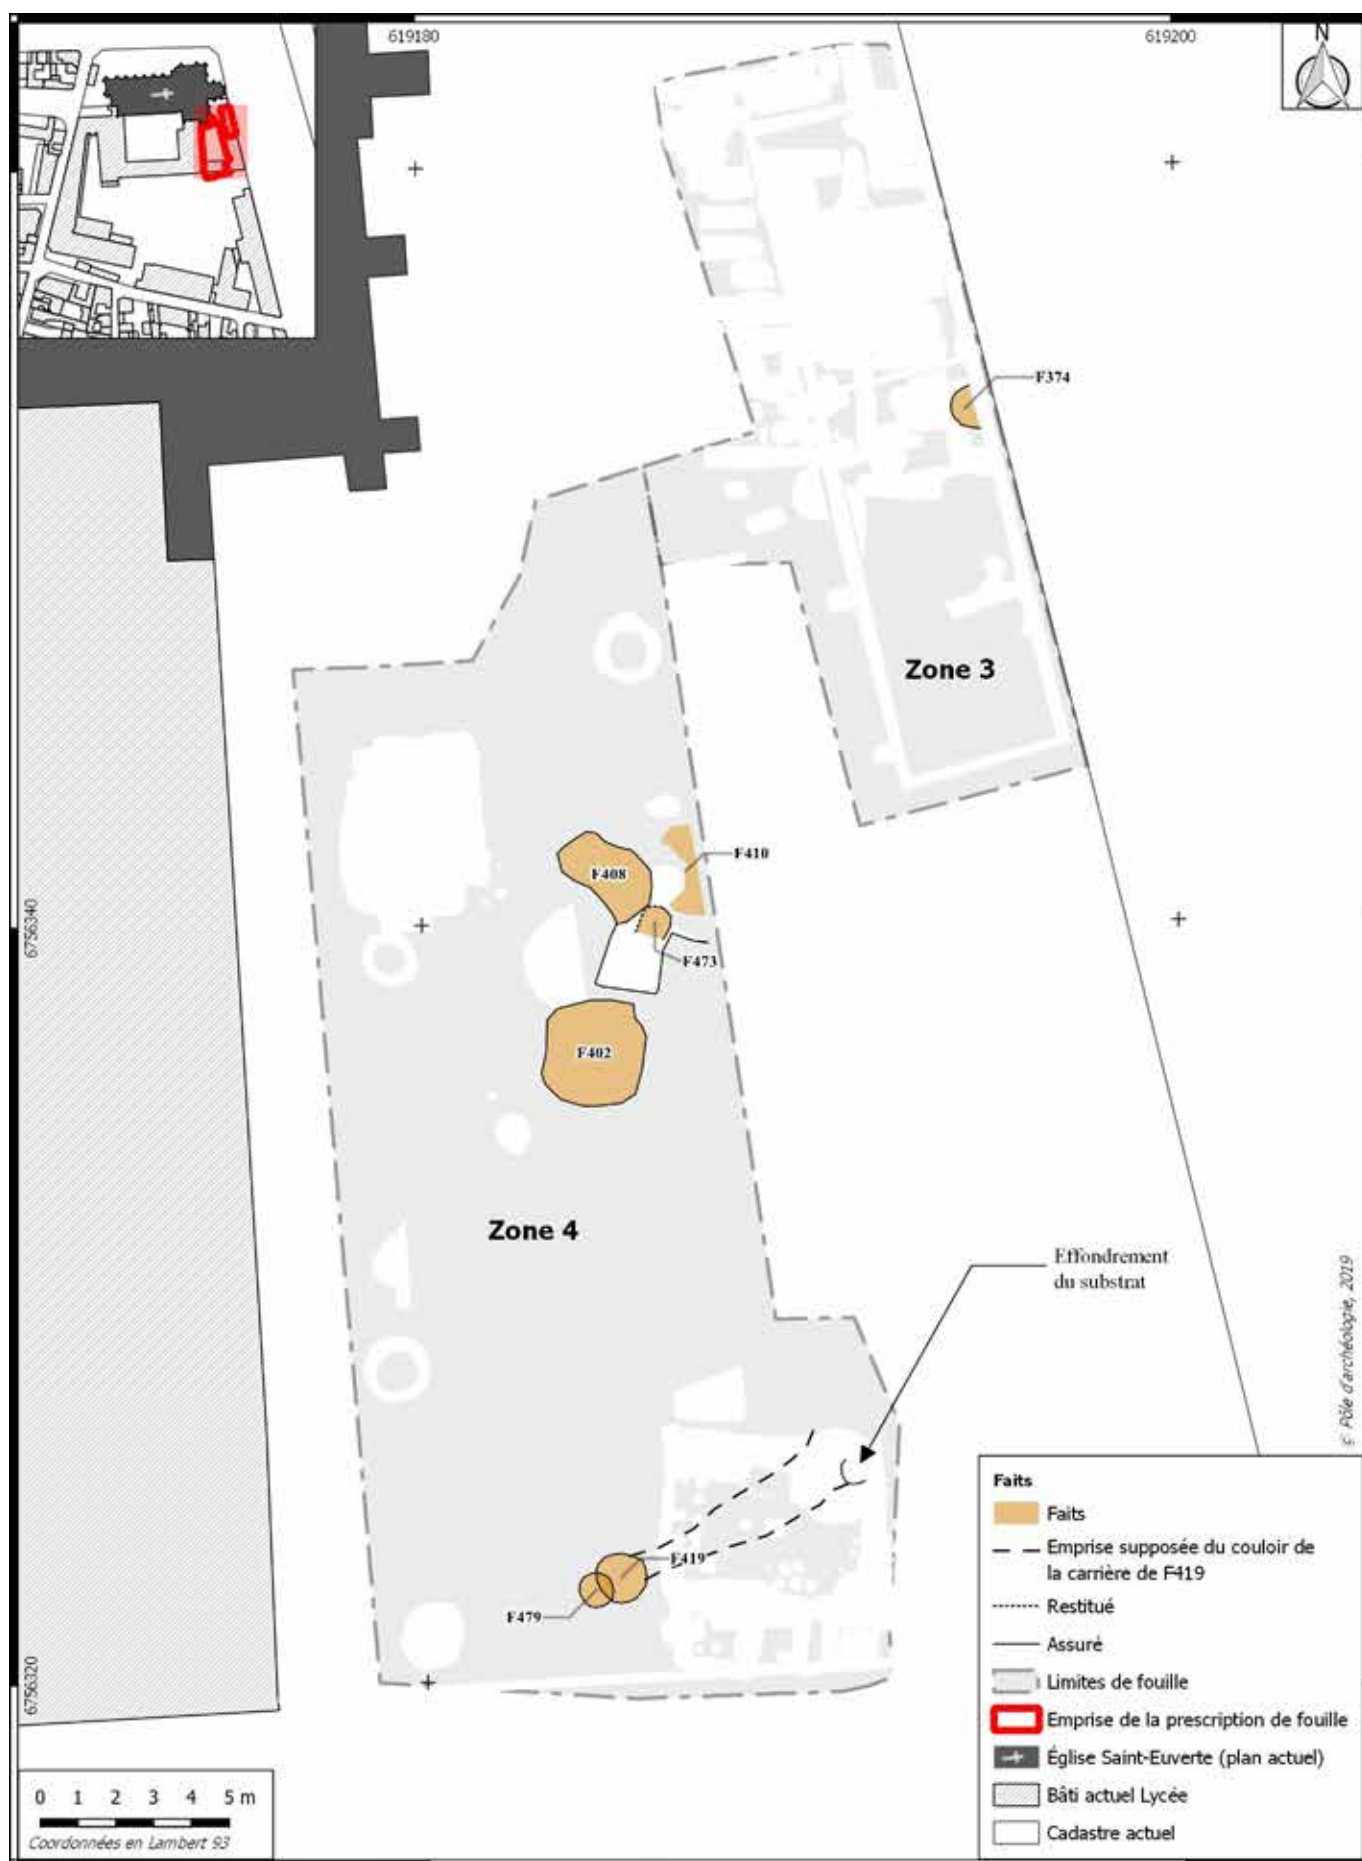 619180
619200
N
F374
Zone 3
F410
F408
6756340
F473
F402
Zone 4
Effondrement
du substrat
© Pôle d'archéologie, 2019
F419
F479
6756320
Faits
Faits
Emprise supposée du couloir de
la carrière de F419
Restitué
Assuré
Limites de fouille
Emprise de la prescription de fouille
Église Saint-Euverte (plan actuel)
Bâti actuel Lycée
Cadastre actuel
0 1 2 3 4 5 m
Coordonnées en Lambert 93